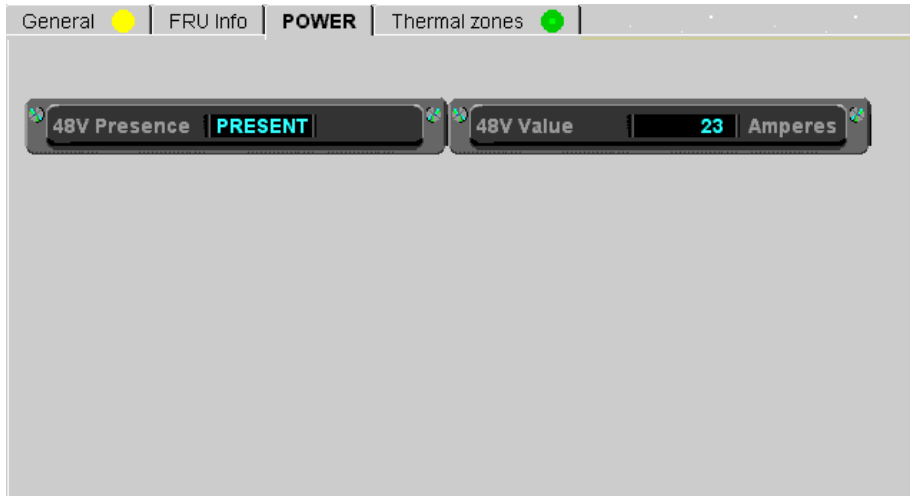 General FRU Info POWER Thermal zones
48V Presence PRESENT 48V Value 23 Amperes